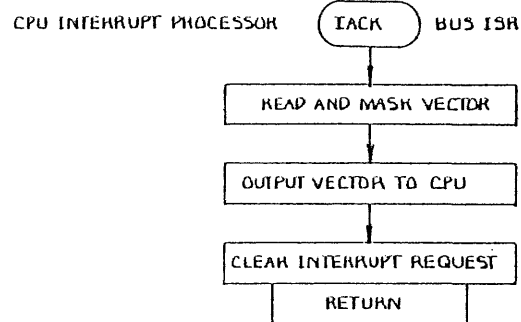 CPU INTERRUPT PROCESSOR IACK BUS ISR
READ AND MASK VECTOR
OUTPUT VECTOR TO CPU
CLEAR INTERRUPT REQUEST
RETURN